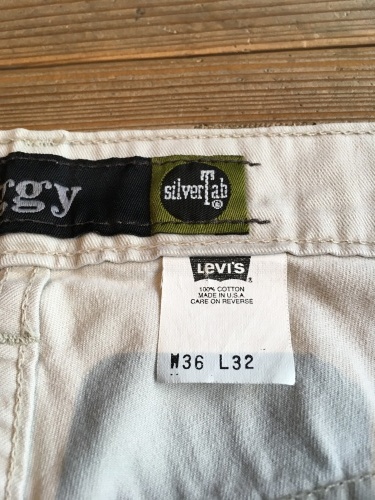 ggy
silverTab
®
LEVI'S
®
100% COTTON
MADE IN U.S.A.
CARE ON REVERSE
W36 L32